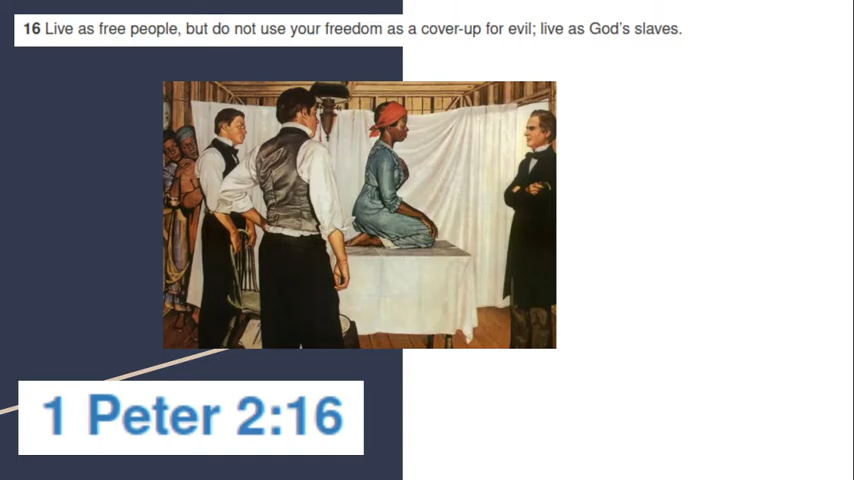 16 Live as free people, but do not use your freedom as a cover-up for evil; live as God’s slaves.
1 Peter 2:16